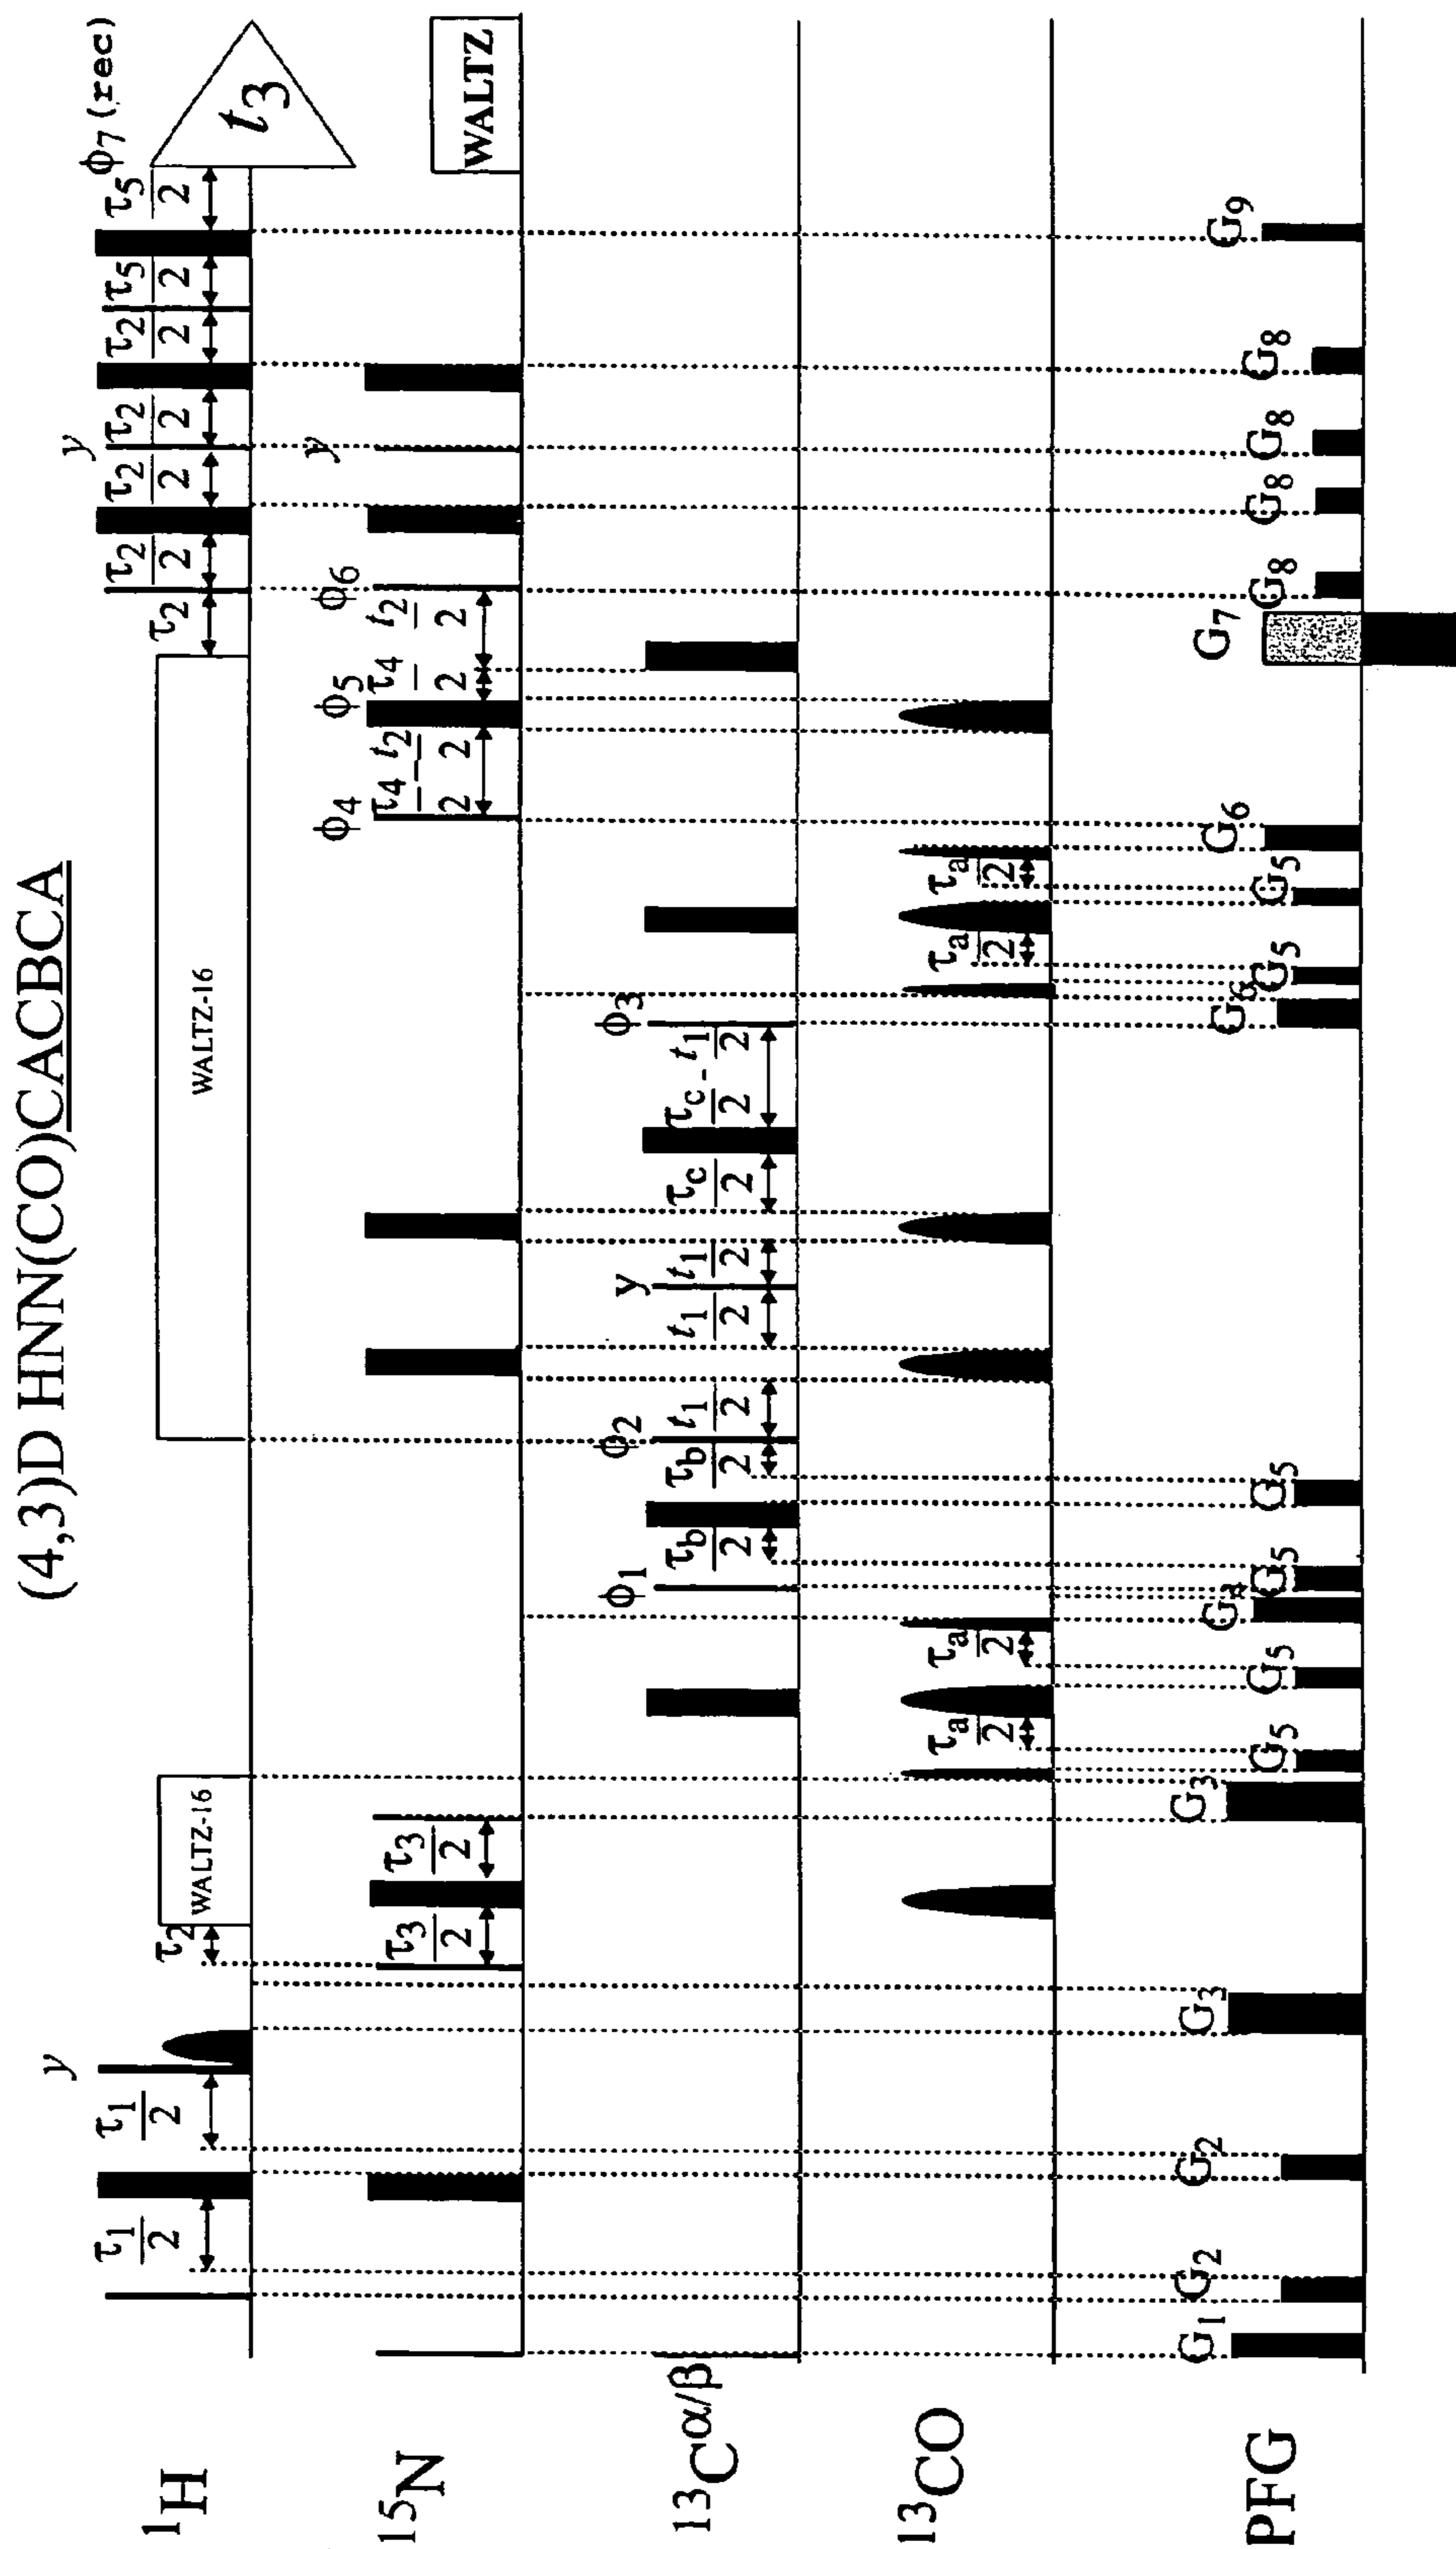 (4,3)D HNN(CO)CACBCA
¹H
τ₁/2 τ₁/2 y τ₂ WALTZ-16 WALTZ-16 τ₂ τ₂/2 τ₂/2 y τ₂/2 τ₂/2 τ₅/2 τ₅/2 ϕ₇ (rec) t₃
¹⁵N
τ₃/2 τ₃/2 ϕ₄ τ₄/2 - t₂/2 ϕ₅ τ₄/2 t₂/2 ϕ₆ y WALTZ
¹³Cα/β
ϕ₁ τb/2 τb/2 ϕ₂ t₁/2 t₁/2 y t₁/2 τc/2 τc/2 - t₁/2 ϕ₃
¹³CO
τa/2 τa/2 τa/2 τa/2
PFG
G₁ G₂ G₂ G₃ G₃ G₅ G₅ G₄ G₅ G₅ G₆ G₅ G₅ G₆ G₇ G₈ G₈ G₈ G₈ G₉